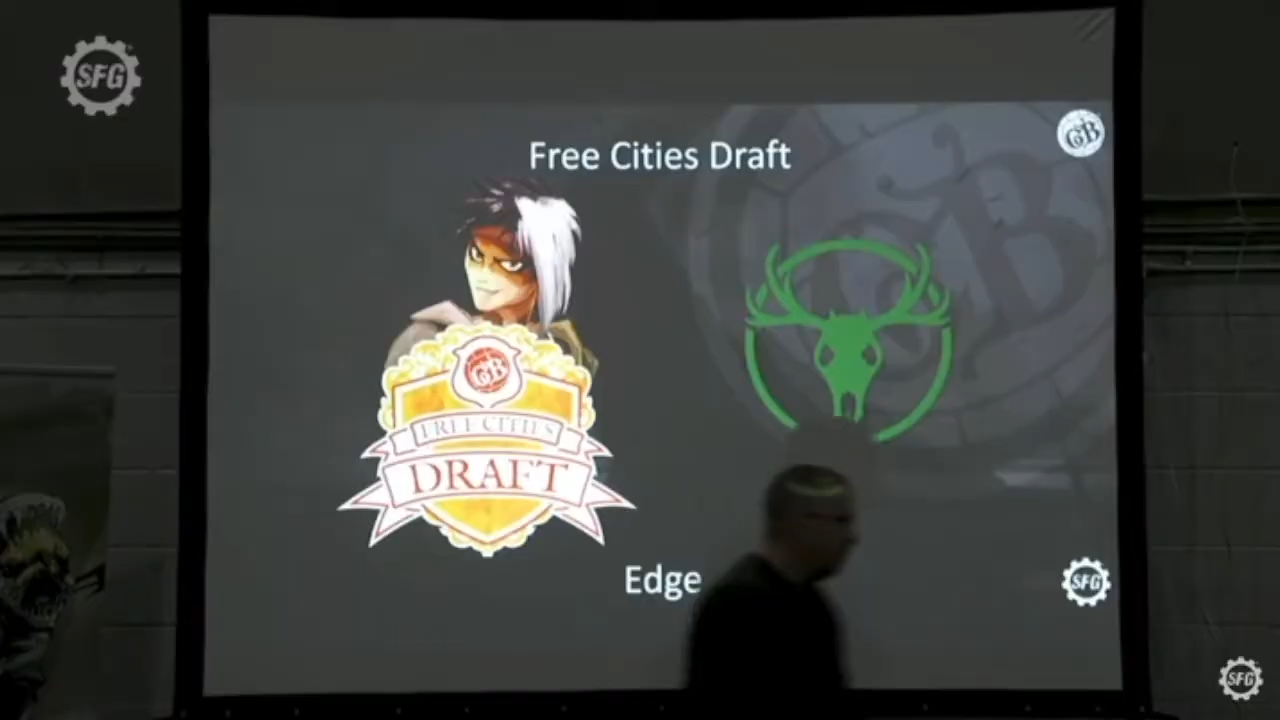 SFG
GB
Free Cities Draft
GB
FREE CITIES
DRAFT
Edge
SFG
SFG